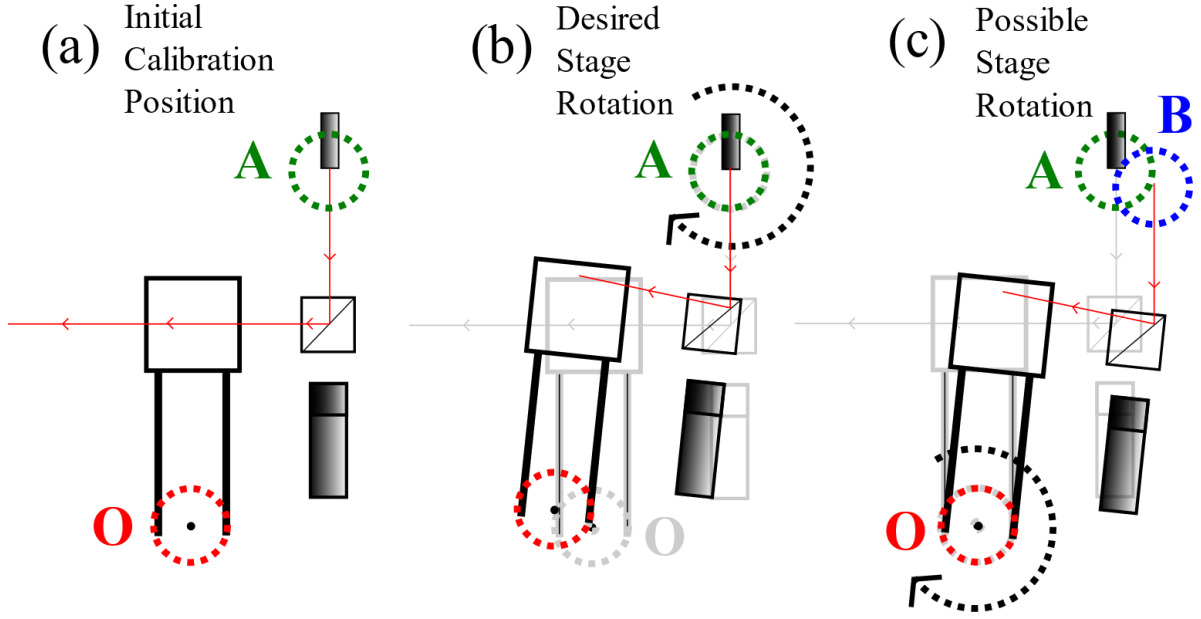 (a) Initial
Calibration
Position
A
O
(b) Desired
Stage
Rotation
A
O
(c) Possible
Stage
Rotation
B
A
O